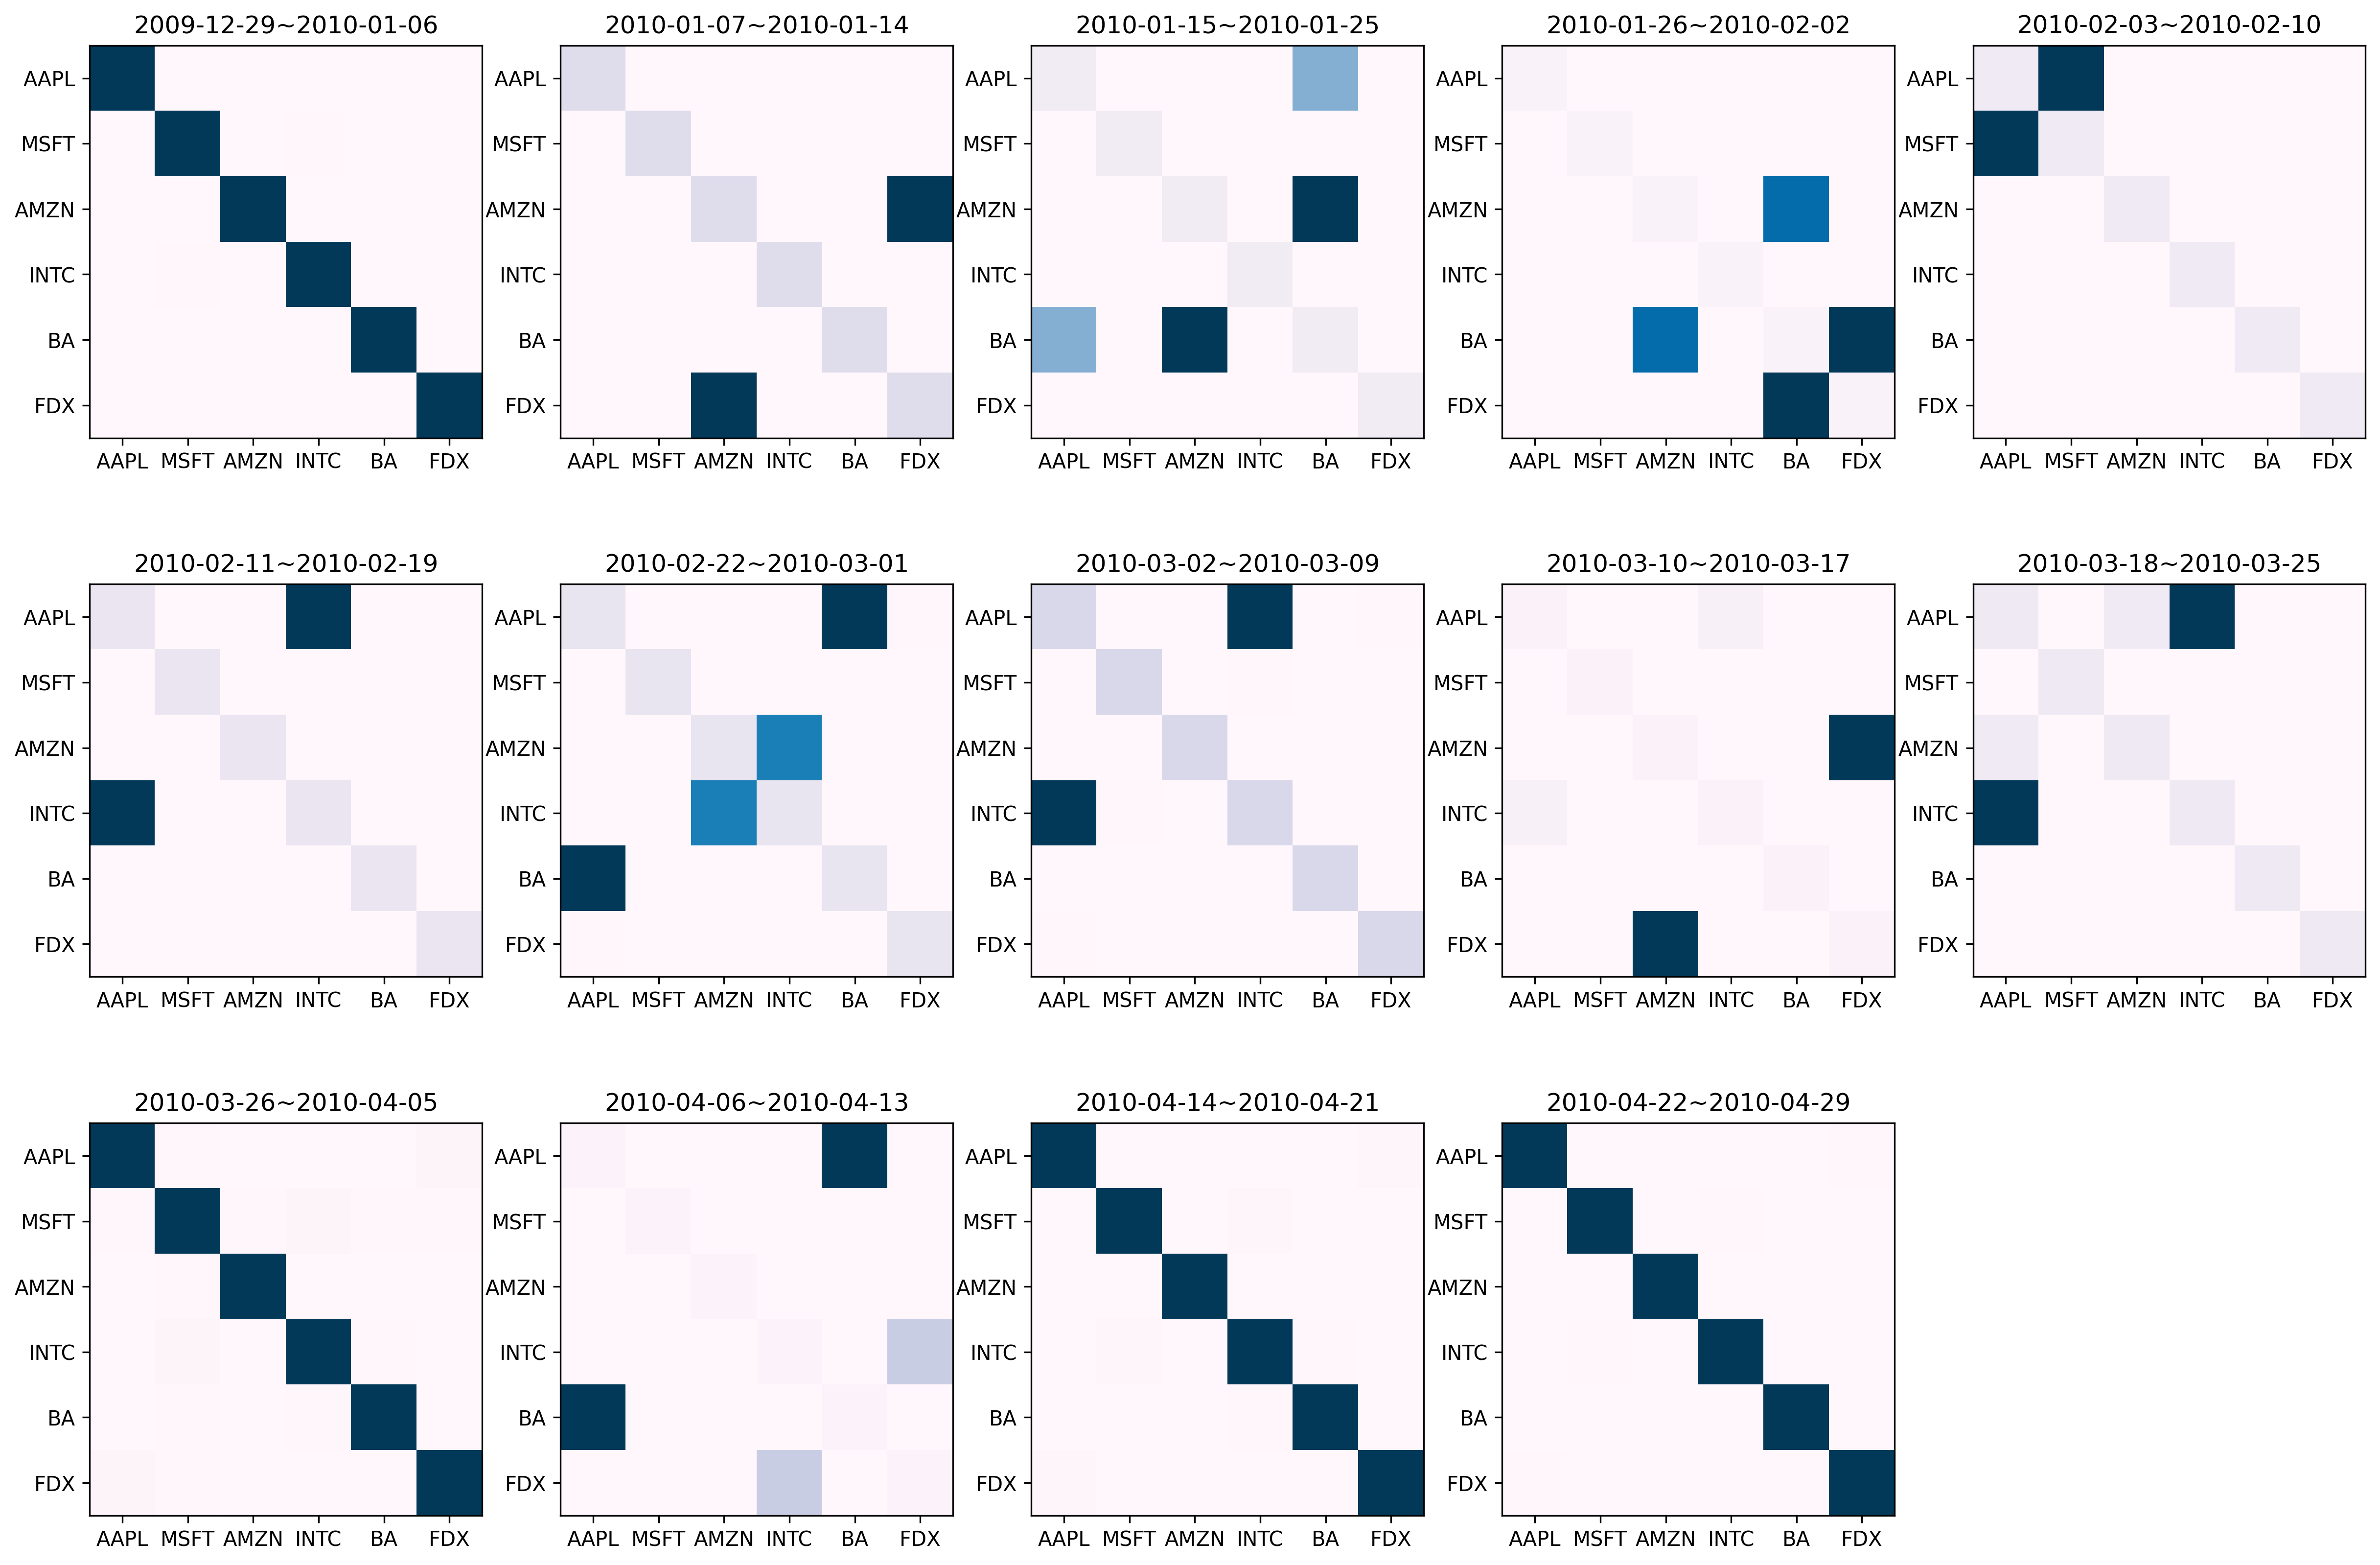 2009-12-29~2010-01-06
AAPL
MSFT
AMZN
INTC
BA
FDX
AAPL MSFT AMZN INTC BA FDX
2010-01-07~2010-01-14
AAPL
MSFT
AMZN
INTC
BA
FDX
AAPL MSFT AMZN INTC BA FDX
2010-01-15~2010-01-25
AAPL
MSFT
AMZN
INTC
BA
FDX
AAPL MSFT AMZN INTC BA FDX
2010-01-26~2010-02-02
AAPL
MSFT
AMZN
INTC
BA
FDX
AAPL MSFT AMZN INTC BA FDX
2010-02-03~2010-02-10
AAPL
MSFT
AMZN
INTC
BA
FDX
AAPL MSFT AMZN INTC BA FDX
2010-02-11~2010-02-19
AAPL
MSFT
AMZN
INTC
BA
FDX
AAPL MSFT AMZN INTC BA FDX
2010-02-22~2010-03-01
AAPL
MSFT
AMZN
INTC
BA
FDX
AAPL MSFT AMZN INTC BA FDX
2010-03-02~2010-03-09
AAPL
MSFT
AMZN
INTC
BA
FDX
AAPL MSFT AMZN INTC BA FDX
2010-03-10~2010-03-17
AAPL
MSFT
AMZN
INTC
BA
FDX
AAPL MSFT AMZN INTC BA FDX
2010-03-18~2010-03-25
AAPL
MSFT
AMZN
INTC
BA
FDX
AAPL MSFT AMZN INTC BA FDX
2010-03-26~2010-04-05
AAPL
MSFT
AMZN
INTC
BA
FDX
AAPL MSFT AMZN INTC BA FDX
2010-04-06~2010-04-13
AAPL
MSFT
AMZN
INTC
BA
FDX
AAPL MSFT AMZN INTC BA FDX
2010-04-14~2010-04-21
AAPL
MSFT
AMZN
INTC
BA
FDX
AAPL MSFT AMZN INTC BA FDX
2010-04-22~2010-04-29
AAPL
MSFT
AMZN
INTC
BA
FDX
AAPL MSFT AMZN INTC BA FDX